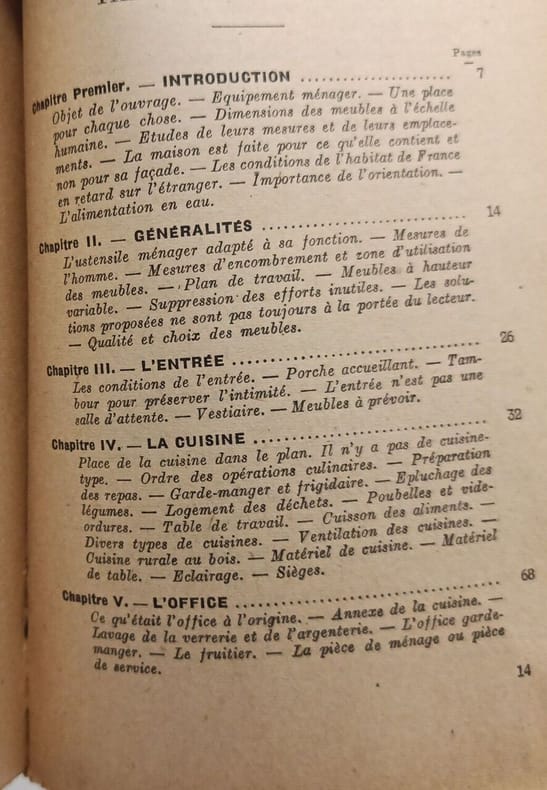 Pages
Chapitre Premier. — INTRODUCTION .................... 7
Objet de l'ouvrage. — Equipement ménager. — Une place
pour chaque chose. — Dimensions des meubles à l'échelle
humaine. — Etudes de leurs mesures et de leurs emplace-
ments. — La maison est faite pour ce qu'elle contient et
non pour sa façade. — Les conditions de l'habitat de France
en retard sur l'étranger. — Importance de l'orientation. —
L'alimentation en eau.
Chapitre II. — GÉNÉRALITÉS .......................... 14
L'ustensile ménager adapté à sa fonction. — Mesures de
l'homme. — Mesures d'encombrement et zone d'utilisation
des meubles. — Plan de travail. — Meubles à hauteur
variable. — Suppression des efforts inutiles. — Les solu-
tions proposées ne sont pas toujours à la portée du lecteur.
— Qualité et choix des meubles.
Chapitre III. — L'ENTRÉE ............................ 26
Les conditions de l'entrée. — Porche accueillant. — Tam-
bour pour préserver l'intimité. — L'entrée n'est pas une
salle d'attente. — Vestiaire. — Meubles à prévoir.
Chapitre IV. — LA CUISINE ........................... 32
Place de la cuisine dans le plan. Il n'y a pas de cuisine-
type. — Ordre des opérations culinaires. — Préparation
des repas. — Garde-manger et frigidaire. — Epluchage des
légumes. — Logement des déchets. — Poubelles et vide-
ordures. — Table de travail. — Cuisson des aliments. —
Divers types de cuisines. — Ventilation des cuisines. —
Cuisine rurale au bois. — Matériel de cuisine. — Matériel
de table. — Eclairage. — Sièges.
Chapitre V. — L'OFFICE .............................. 68
Ce qu'était l'office à l'origine. — Annexe de la cuisine. —
Lavage de la verrerie et de l'argenterie. — L'office garde-
manger. — Le fruitier. — La pièce de ménage ou pièce
de service.
14